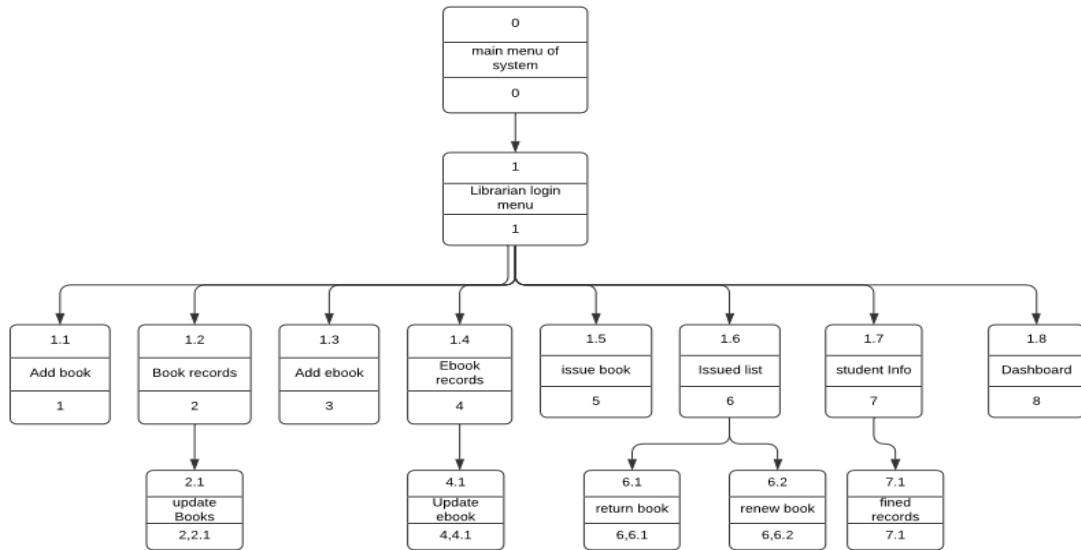 0
main menu of
system
0
1
Librarian login
menu
1
1.1
Add book
1
1.2
Book records
2
1.3
Add ebook
3
1.4
Ebook
records
4
1.5
issue book
5
1.6
Issued list
6
1.7
student Info
7
1.8
Dashboard
8
2.1
update
Books
2,2.1
4.1
Update
ebook
4,4.1
6.1
return book
6,6.1
6.2
renew book
6,6.2
7.1
fined
records
7.1